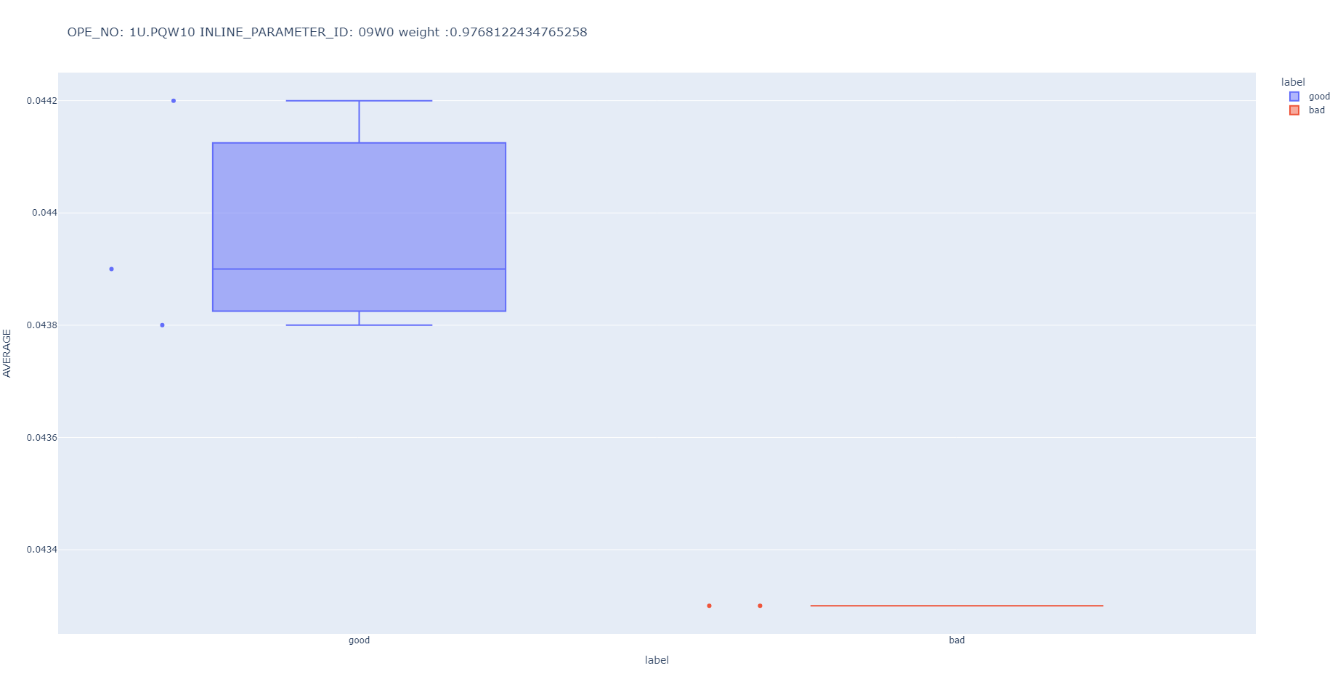 OPE_NO: 1U.PQW10 INLINE_PARAMETER_ID: 09W0 weight :0.9768122434765258
label
good
bad
0.0442
0.044
0.0438
0.0436
0.0434
AVERAGE
good
bad
label